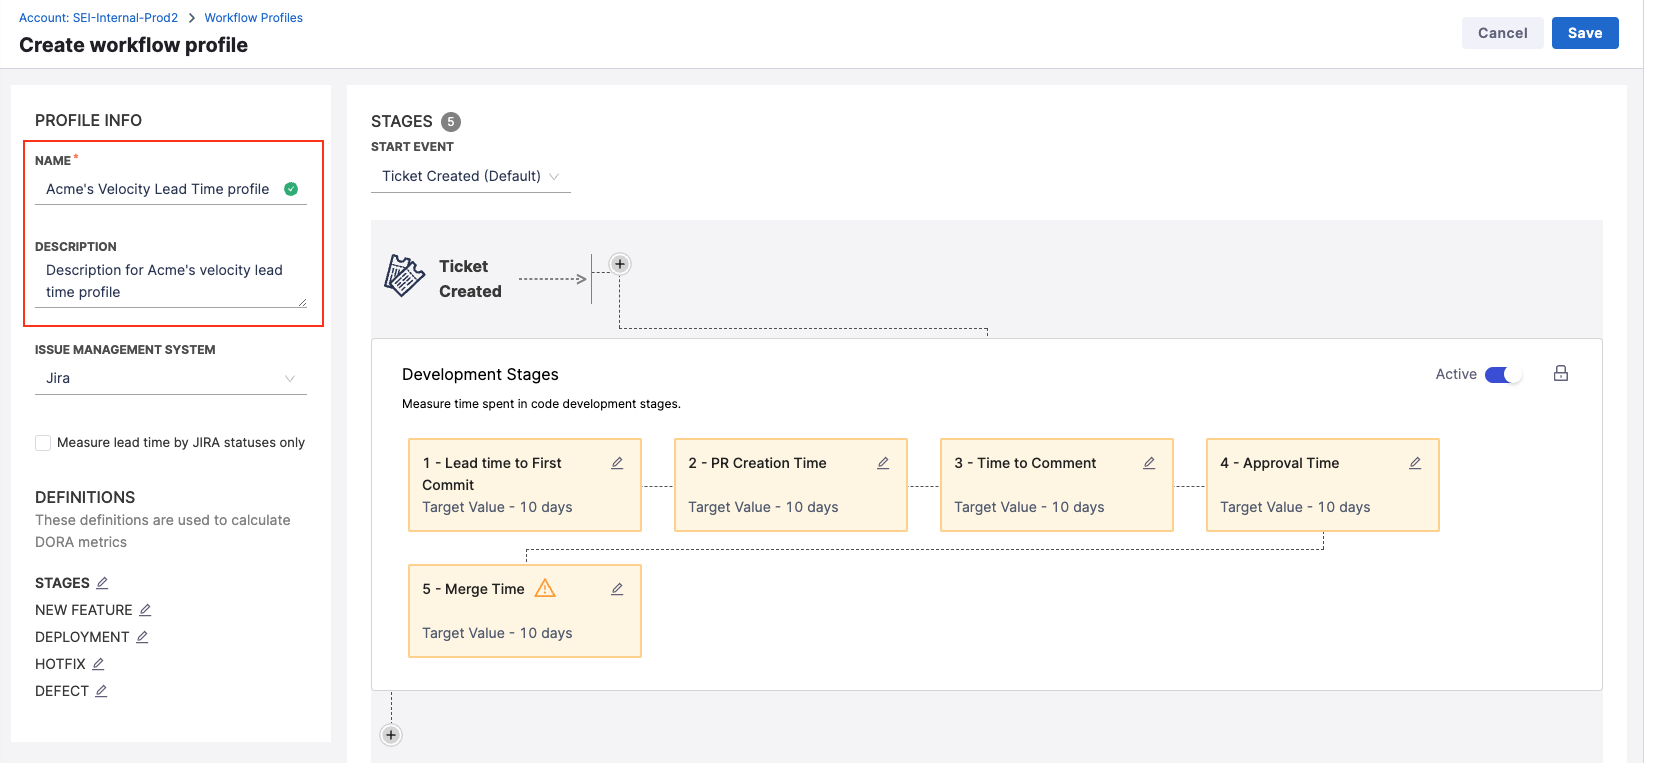 Account: SEI-Internal-Prod2 > Workflow Profiles
Create workflow profile
Cancel
Save
PROFILE INFO
NAME*
Acme's Velocity Lead Time profile
DESCRIPTION
Description for Acme's velocity lead
time profile
ISSUE MANAGEMENT SYSTEM
Jira
Measure lead time by JIRA statuses only
DEFINITIONS
These definitions are used to calculate
DORA metrics
STAGES
NEW FEATURE
DEPLOYMENT
HOTFIX
DEFECT
STAGES 5
START EVENT
Ticket Created (Default)
Ticket
Created
Development Stages
Active
Measure time spent in code development stages.
1 - Lead time to First
Commit
Target Value - 10 days
2 - PR Creation Time
Target Value - 10 days
3 - Time to Comment
Target Value - 10 days
4 - Approval Time
Target Value - 10 days
5 - Merge Time
Target Value - 10 days